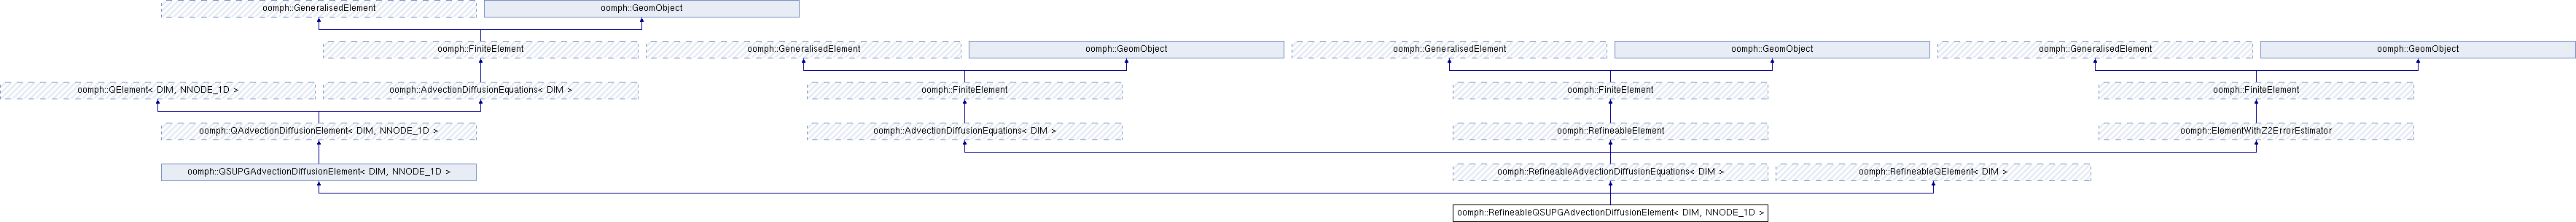 oomph::GeneralisedElement oomph::GeomObject
oomph::FiniteElement oomph::GeneralisedElement oomph::GeomObject oomph::GeneralisedElement oomph::GeomObject oomph::GeneralisedElement oomph::GeomObject
oomph::QElement< DIM, NNODE_1D > oomph::AdvectionDiffusionEquations< DIM > oomph::FiniteElement oomph::FiniteElement oomph::FiniteElement
oomph::QAdvectionDiffusionElement< DIM, NNODE_1D > oomph::AdvectionDiffusionEquations< DIM > oomph::RefineableElement oomph::ElementWithZ2ErrorEstimator
oomph::QSUPGAdvectionDiffusionElement< DIM, NNODE_1D > oomph::RefineableAdvectionDiffusionEquations< DIM > oomph::RefineableQElement< DIM >
oomph::RefineableQSUPGAdvectionDiffusionElement< DIM, NNODE_1D >